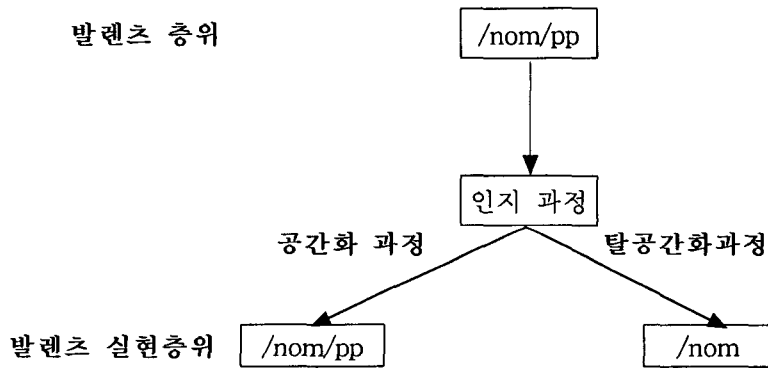 발렌츠 층위
/nom/pp
인지 과정
공간화 과정
탈공간화과정
발렌츠 실현층위
/nom/pp
/nom